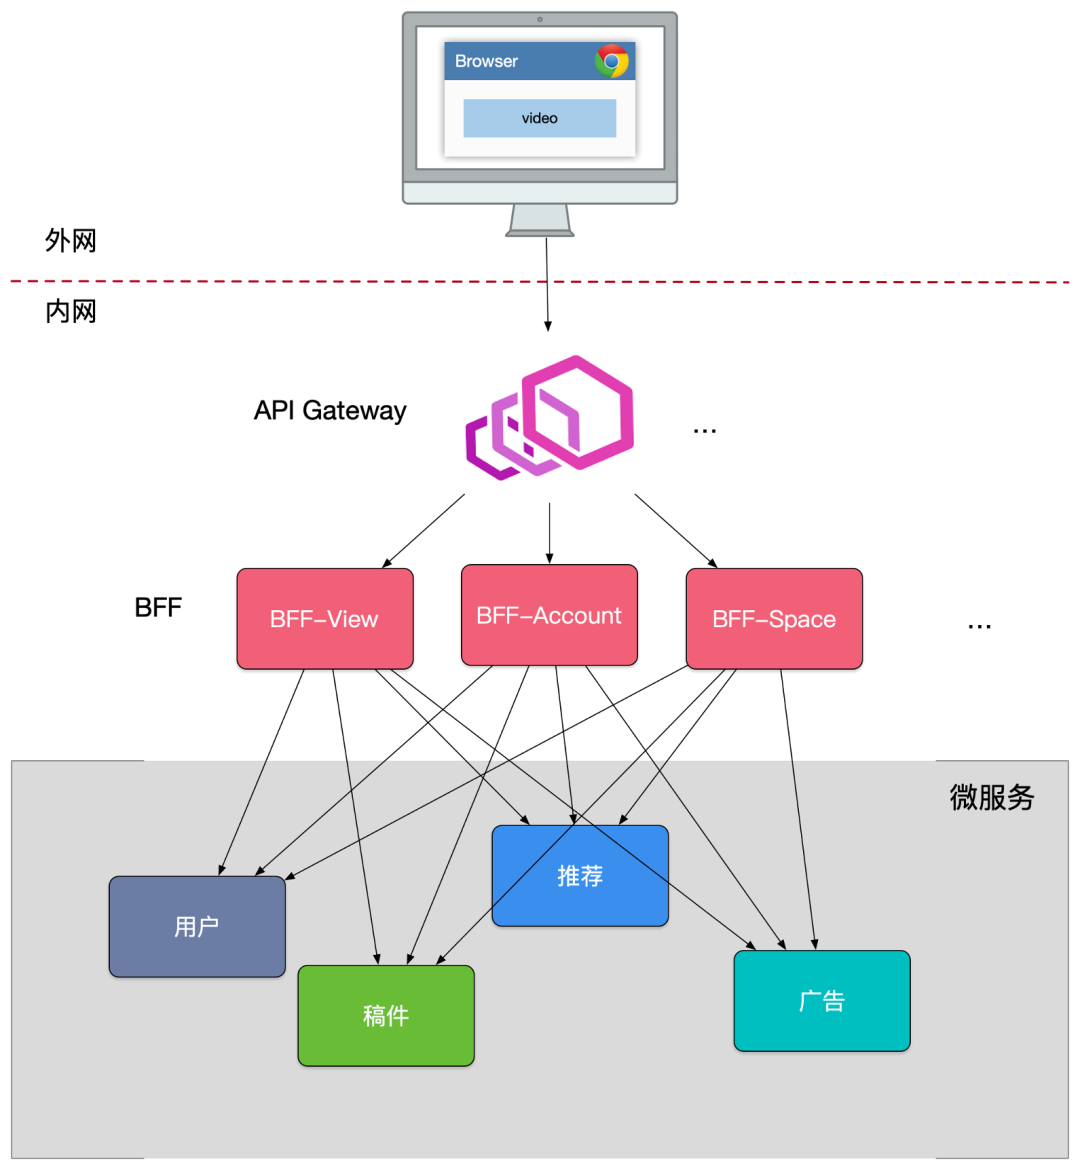 Browser
video
外网
内网
API Gateway
...
BFF
BFF-View
BFF-Account
BFF-Space
...
微服务
推荐
用户
广告
稿件